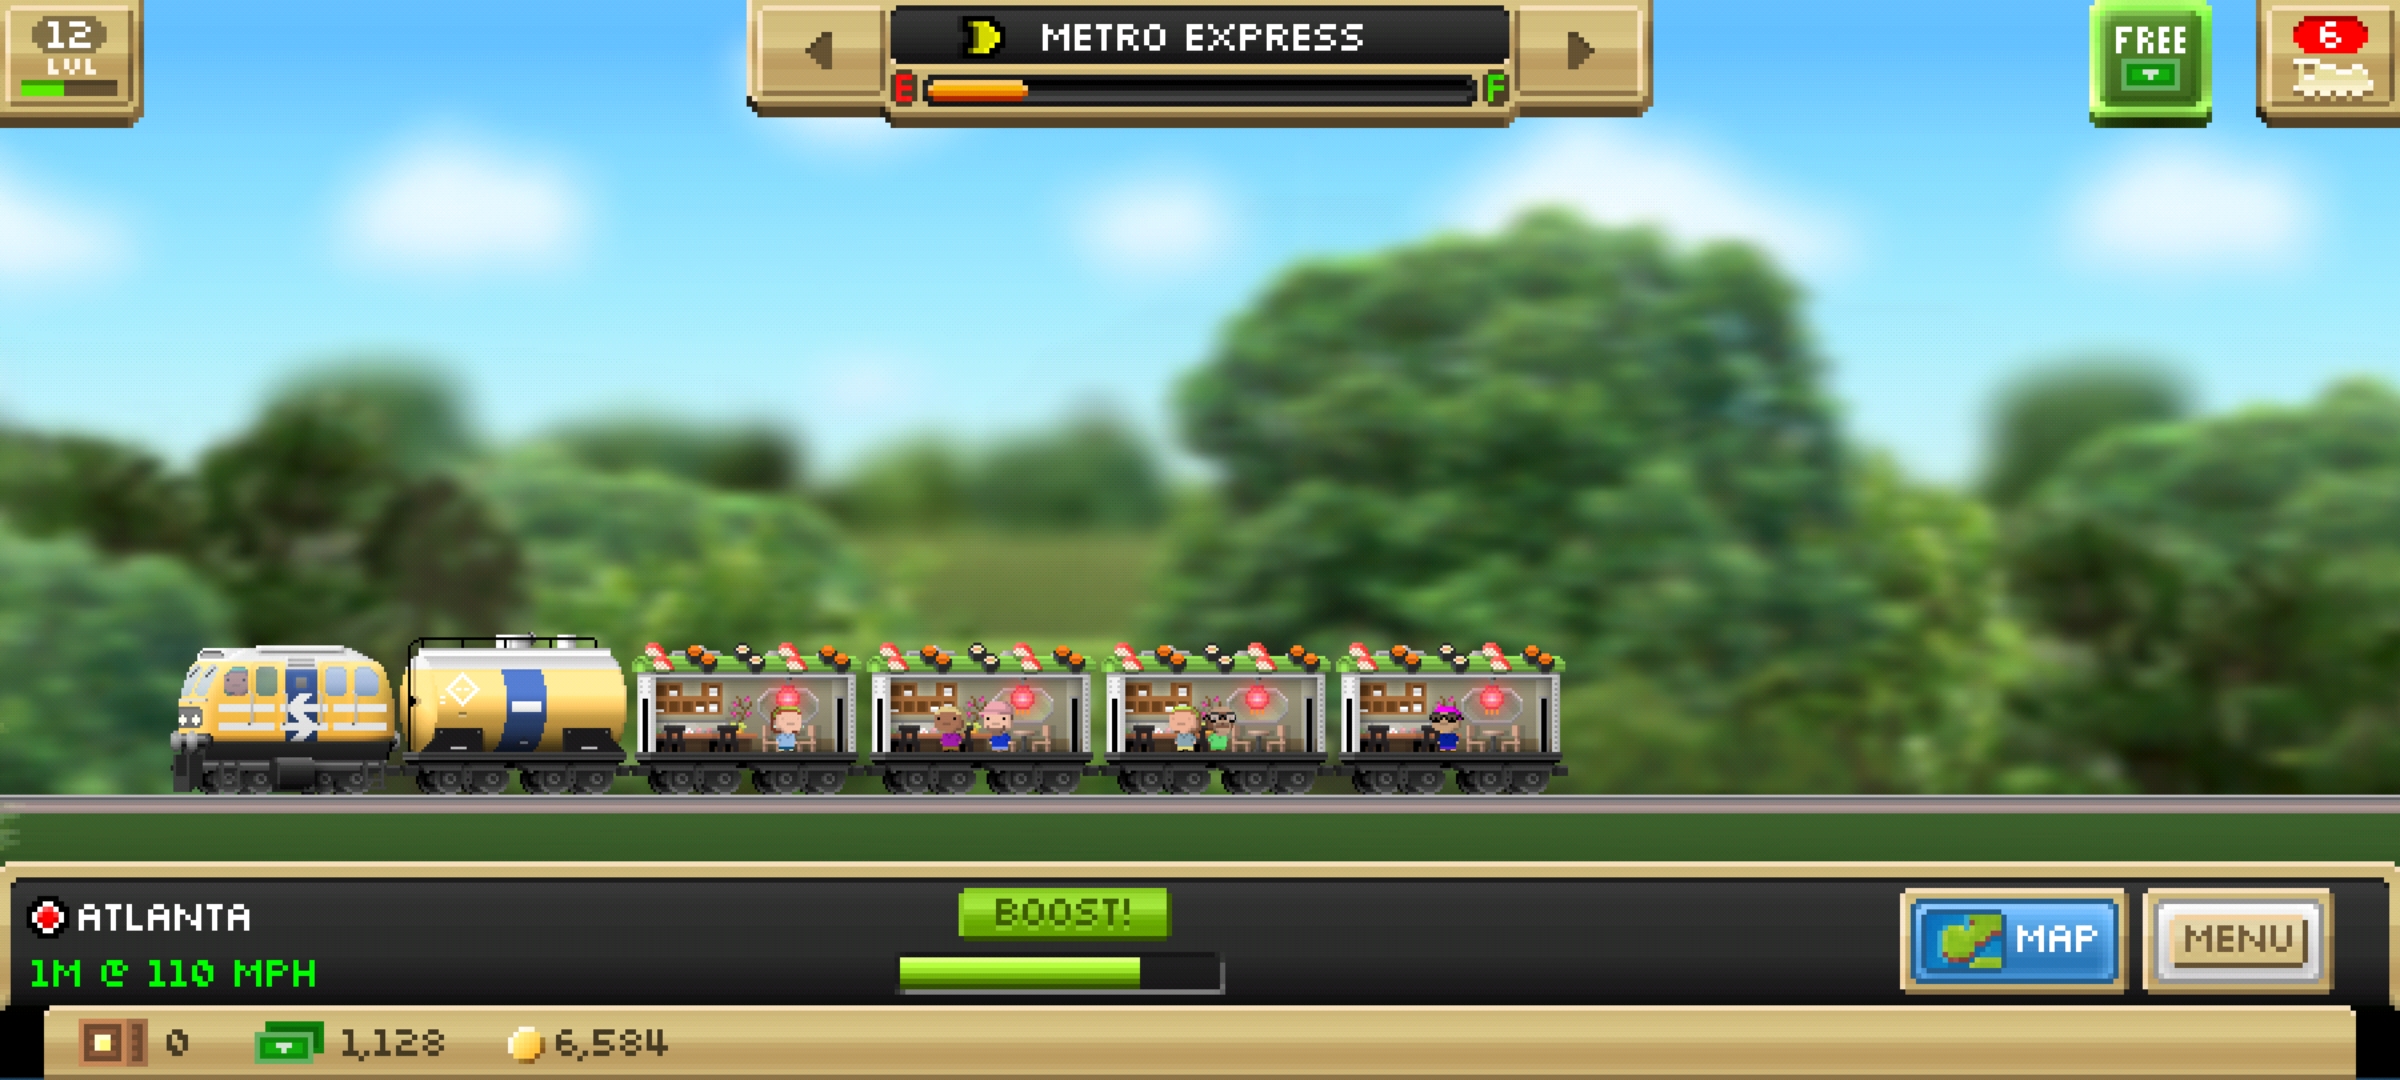 12
LVL
METRO EXPRESS
E F
FREE
6
ATLANTA
1M @ 110 MPH
BOOST!
MAP
MENU
0
1,128
6,584